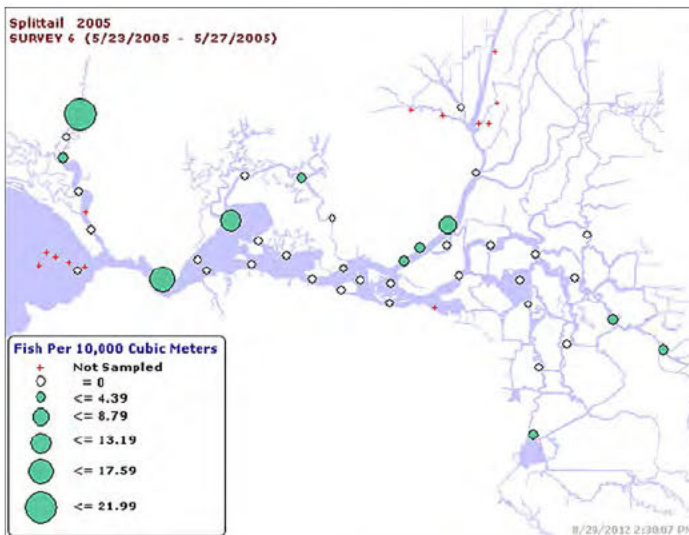 Splittail 2005
SURVEY 6 (5/23/2005 - 5/27/2005)
Fish Per 10,000 Cubic Meters
Not Sampled
= 0
<= 4.39
<= 8.79
<= 13.19
<= 17.59
<= 21.99
8/29/2012 2:30:07 PM